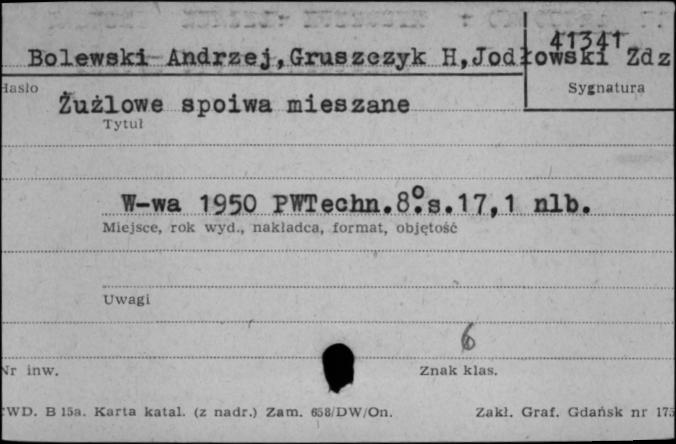 41341
Bolewski Andrzej,Gruszczyk H,Jodłowski Zdz
Hasło
Sygnatura
Żużlowe spoiwa mieszane
Tytuł
W-wa 1950 PWTechn.8°.s.17,1 nlb.
Miejsce, rok wyd., nakładca, format, objętość
Uwagi
6
Nr inw.
Znak klas.
CWD. B 15a. Karta katal. (z nadr.) Zam. 658/DW/On.
Zakł. Graf. Gdańsk nr 175